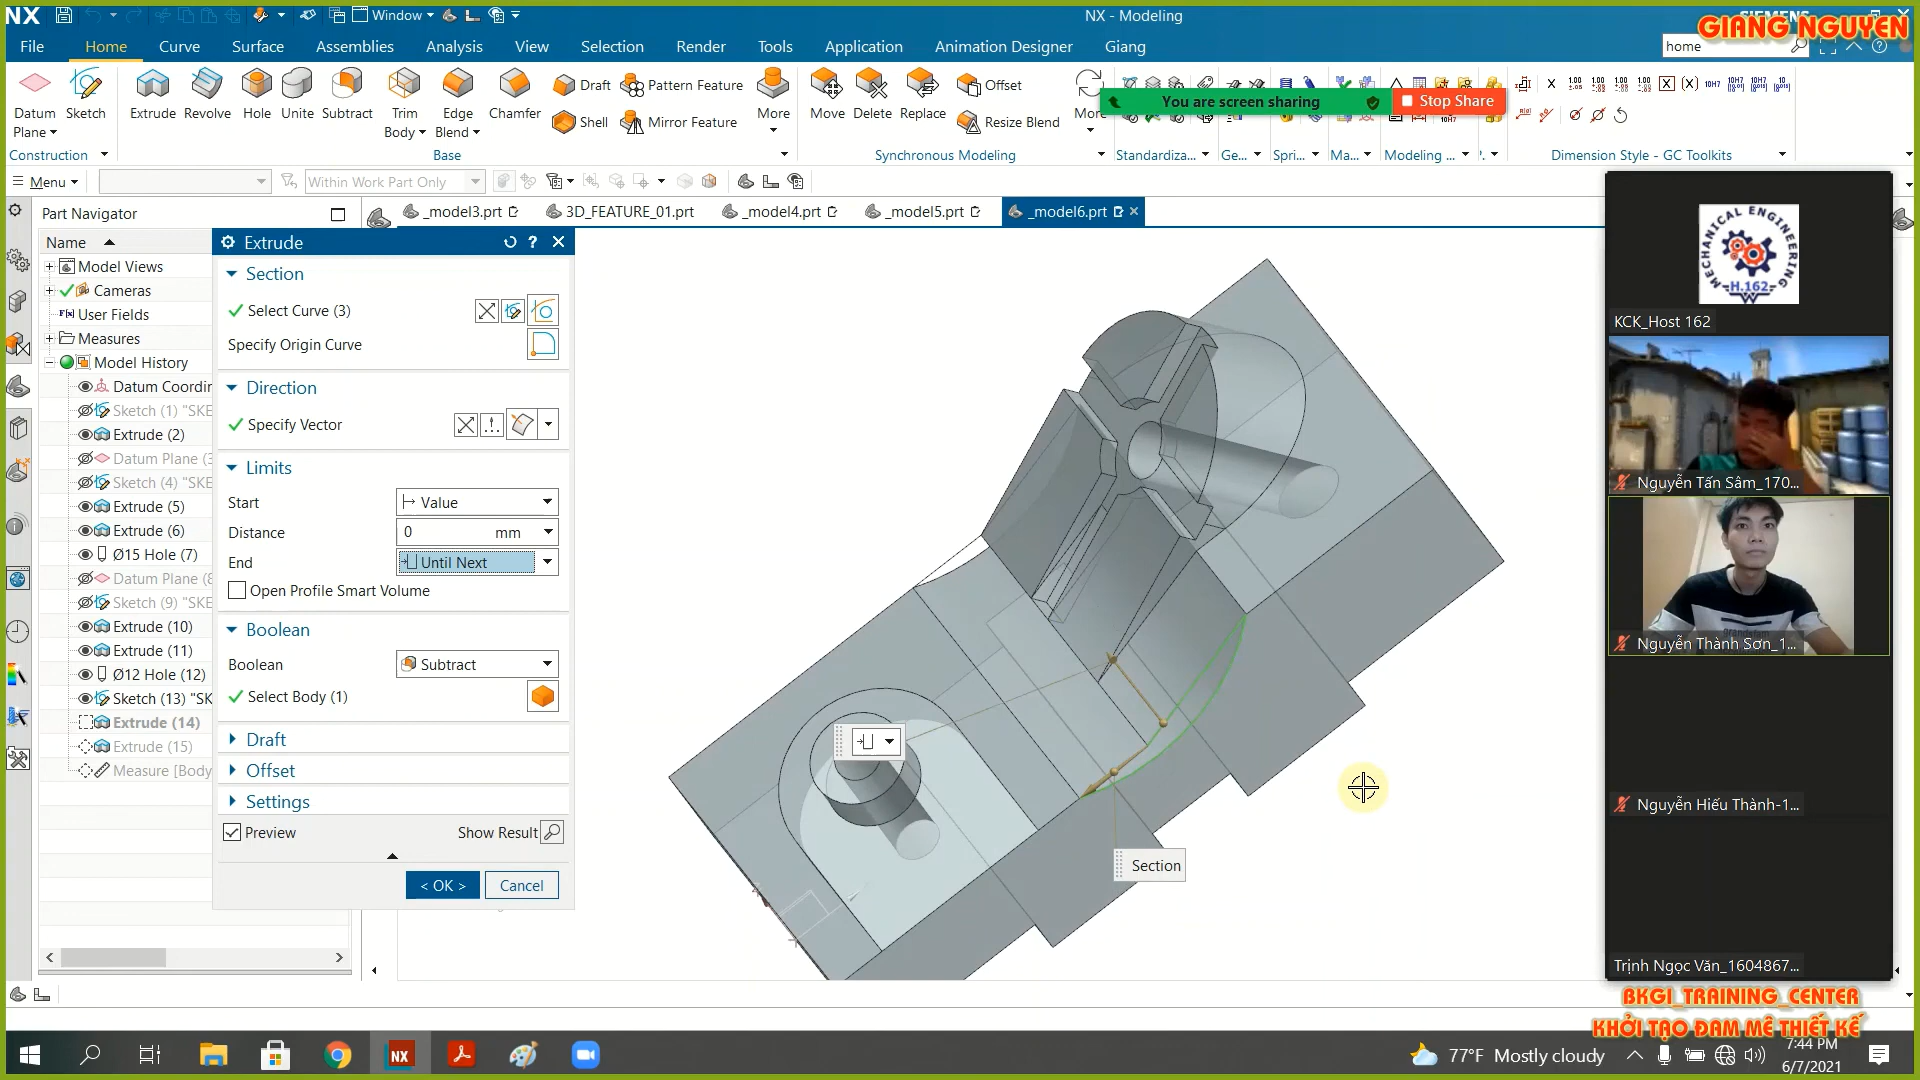 NX
Window
NX - Modeling
SIEMENS
GIANG NGUYEN
File
Home
Curve
Surface
Assemblies
Analysis
View
Selection
Render
Tools
Application
Animation Designer
Giang
home
Datum Plane
Sketch
Extrude
Revolve
Hole
Unite
Subtract
Trim Body
Edge Blend
Chamfer
Draft
Shell
Pattern Feature
Mirror Feature
More
Move
Delete
Replace
Offset
Resize Blend
More
You are screen sharing
Stop Share
Construction
Base
Synchronous Modeling
Standardiza...
Ge...
Spri...
Ma...
Modeling ...
Dimension Style - GC Toolkits
Menu
Within Work Part Only
Part Navigator
_model3.prt
3D_FEATURE_01.prt
_model4.prt
_model5.prt
_model6.prt
Name
Model Views
Cameras
User Fields
Measures
Model History
Datum Coordir
Sketch (1) "SKE
Extrude (2)
Datum Plane (3
Sketch (4) "SKE
Extrude (5)
Extrude (6)
Ø15 Hole (7)
Datum Plane (8
Sketch (9) "SKE
Extrude (10)
Extrude (11)
Ø12 Hole (12)
Sketch (13) "SK
Extrude (14)
Extrude (15)
Measure [Body
Extrude
Section
Select Curve (3)
Specify Origin Curve
Direction
Specify Vector
Limits
Start
Value
Distance
0 mm
End
Until Next
Open Profile Smart Volume
Boolean
Boolean
Subtract
Select Body (1)
Draft
Offset
Settings
Preview
Show Result
< OK >
Cancel
Section
MECHANICAL ENGINEERING
H.162
KCK_Host 162
Nguyễn Tấn Sâm_170...
Nguyễn Thành Sơn_1...
Nguyễn Hiếu Thành-1...
Trịnh Ngọc Văn_1604867...
BKGI_TRAINING_CENTER
KHỞI TẠO ĐAM MÊ THIẾT KẾ
77°F Mostly cloudy
7:44 PM
6/7/2021